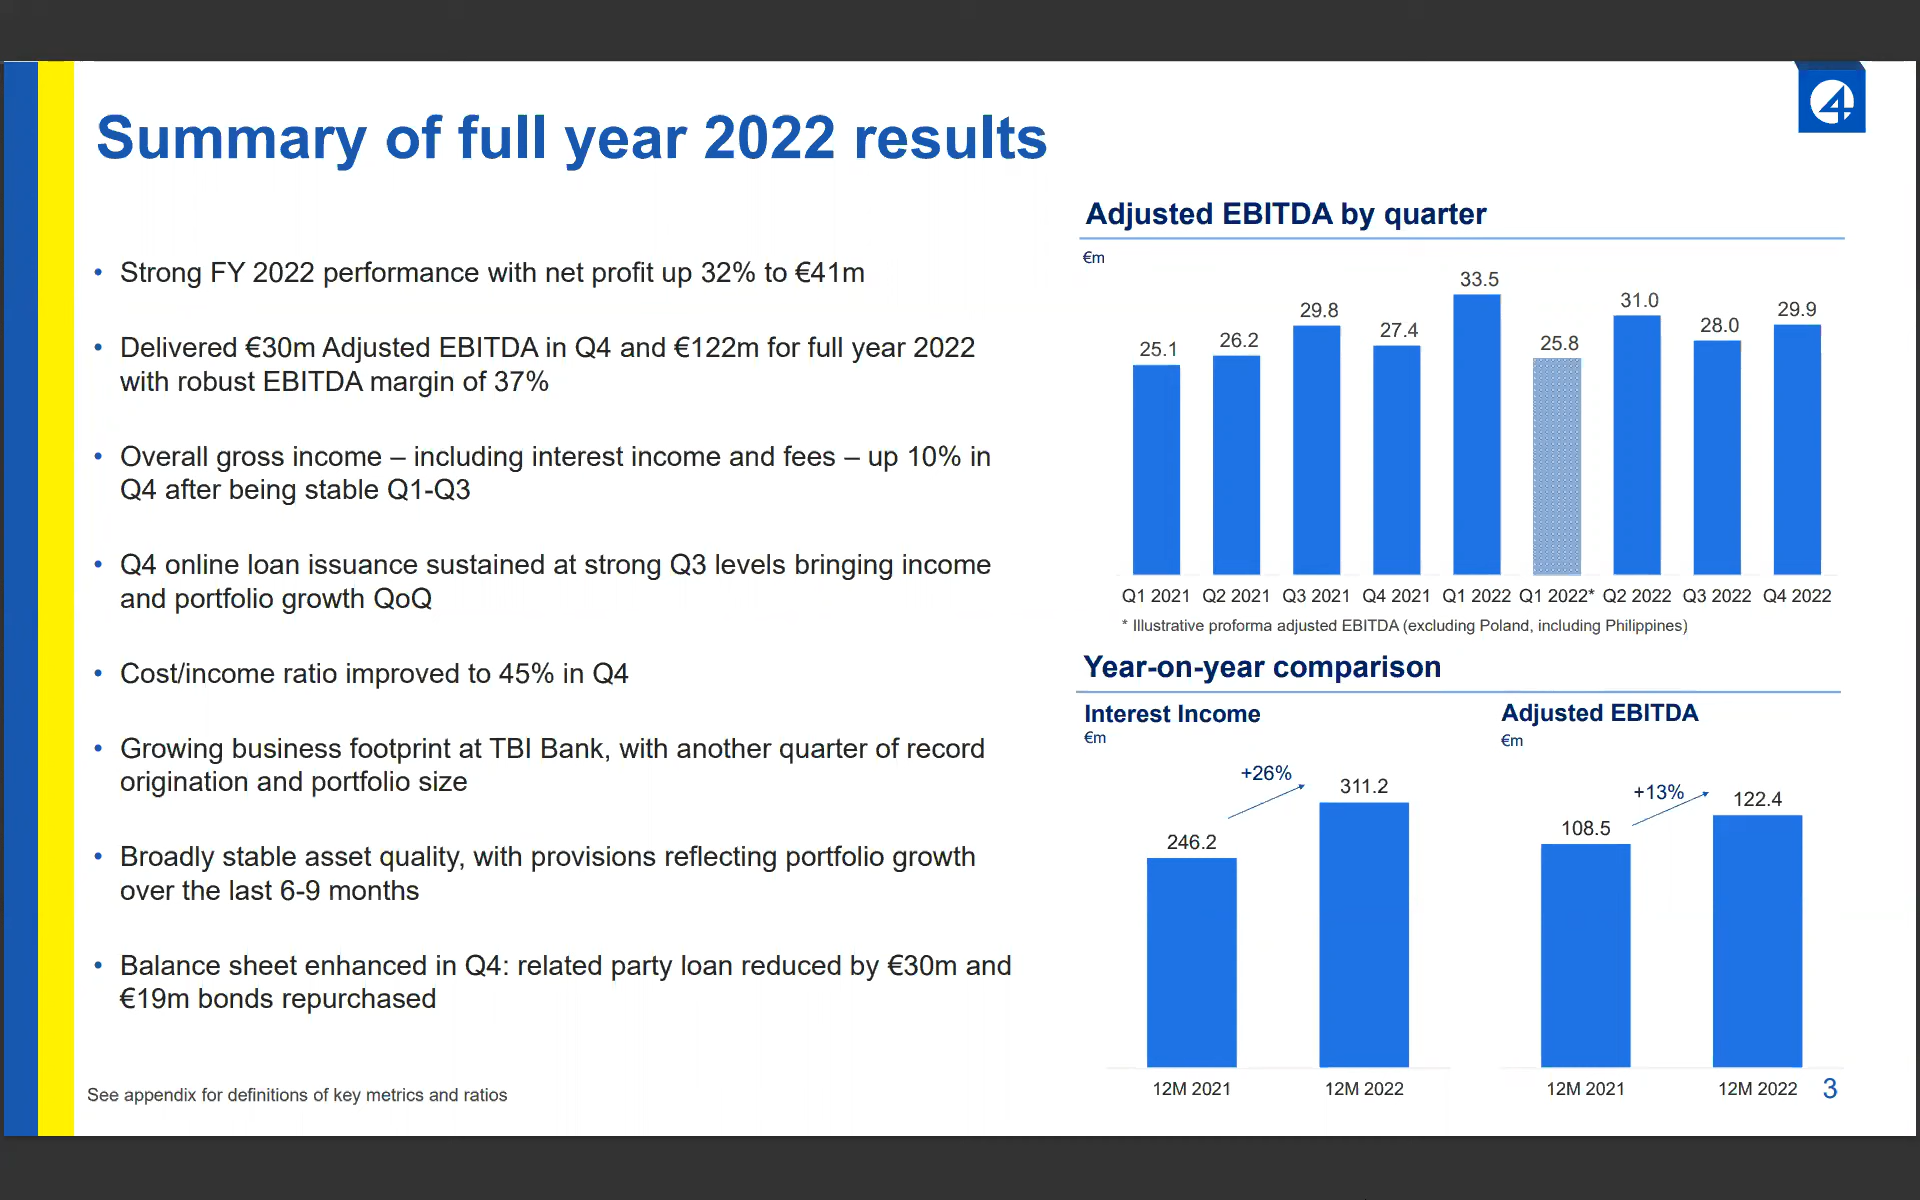 Summary of full year 2022 results
• Strong FY 2022 performance with net profit up 32% to €41m
• Delivered €30m Adjusted EBITDA in Q4 and €122m for full year 2022
with robust EBITDA margin of 37%
• Overall gross income – including interest income and fees – up 10% in
Q4 after being stable Q1-Q3
• Q4 online loan issuance sustained at strong Q3 levels bringing income
and portfolio growth QoQ
• Cost/income ratio improved to 45% in Q4
• Growing business footprint at TBI Bank, with another quarter of record
origination and portfolio size
• Broadly stable asset quality, with provisions reflecting portfolio growth
over the last 6-9 months
• Balance sheet enhanced in Q4: related party loan reduced by €30m and
€19m bonds repurchased
See appendix for definitions of key metrics and ratios
4
Adjusted EBITDA by quarter
€m
25.1 26.2 29.8 27.4 33.5 25.8 31.0 28.0 29.9
Q1 2021 Q2 2021 Q3 2021 Q4 2021 Q1 2022 Q1 2022* Q2 2022 Q3 2022 Q4 2022
* Illustrative proforma adjusted EBITDA (excluding Poland, including Philippines)
Year-on-year comparison
Interest Income
€m
+26%
246.2 311.2
12M 2021 12M 2022
Adjusted EBITDA
€m
+13%
108.5 122.4
12M 2021 12M 2022
3